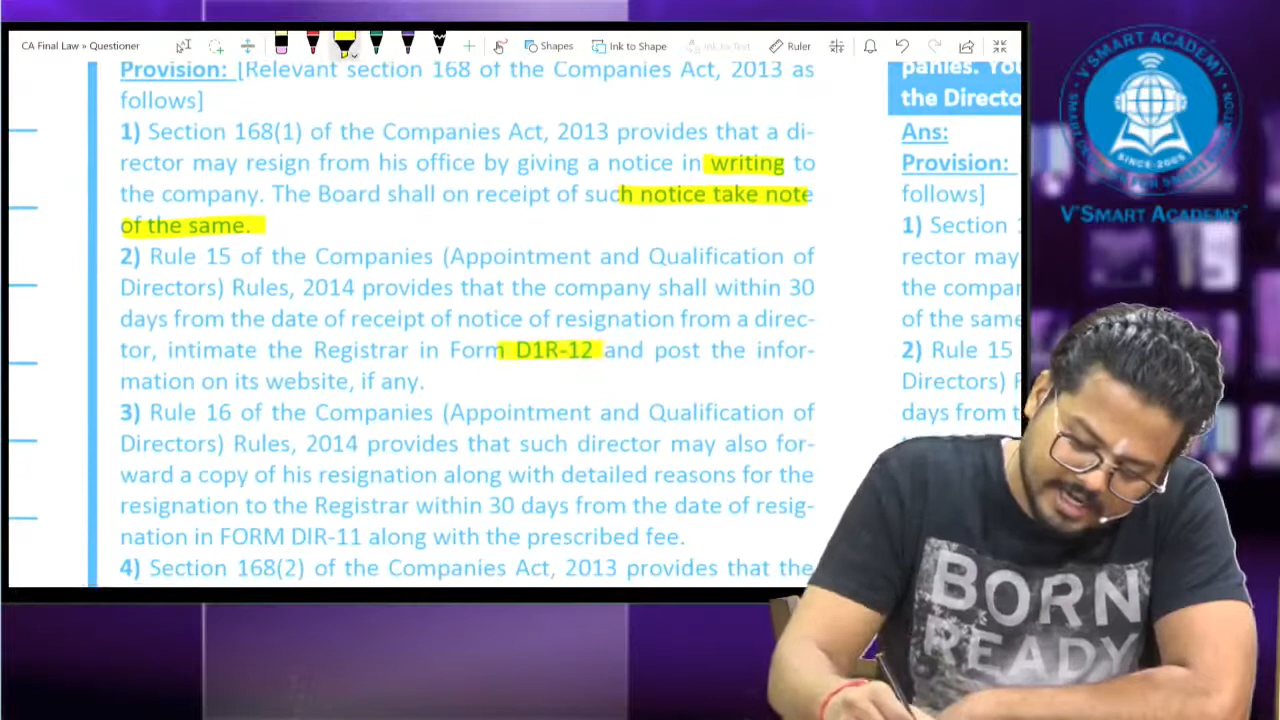 CA Final Law » Questioner
Shapes
Ink to Shape
Ink to Text
Ruler
Provision: [Relevant section 168 of the Companies Act, 2013 as
follows]
1) Section 168(1) of the Companies Act, 2013 provides that a di-
rector may resign from his office by giving a notice in writing to
the company. The Board shall on receipt of such notice take note
of the same.
2) Rule 15 of the Companies (Appointment and Qualification of
Directors) Rules, 2014 provides that the company shall within 30
days from the date of receipt of notice of resignation from a direc-
tor, intimate the Registrar in Form D1R-12 and post the infor-
mation on its website, if any.
3) Rule 16 of the Companies (Appointment and Qualification of
Directors) Rules, 2014 provides that such director may also for-
ward a copy of his resignation along with detailed reasons for the
resignation to the Registrar within 30 days from the date of resig-
nation in FORM DIR-11 along with the prescribed fee.
4) Section 168(2) of the Companies Act, 2013 provides that the
panies. You
the Directo
Ans:
Provision:
follows]
1) Section
rector may
the compan
of the same
2) Rule 15
Directors) R
days from t
V'SMART ACADEMY
SINCE 2005
V'SMART ACADEMY
BORN
READY